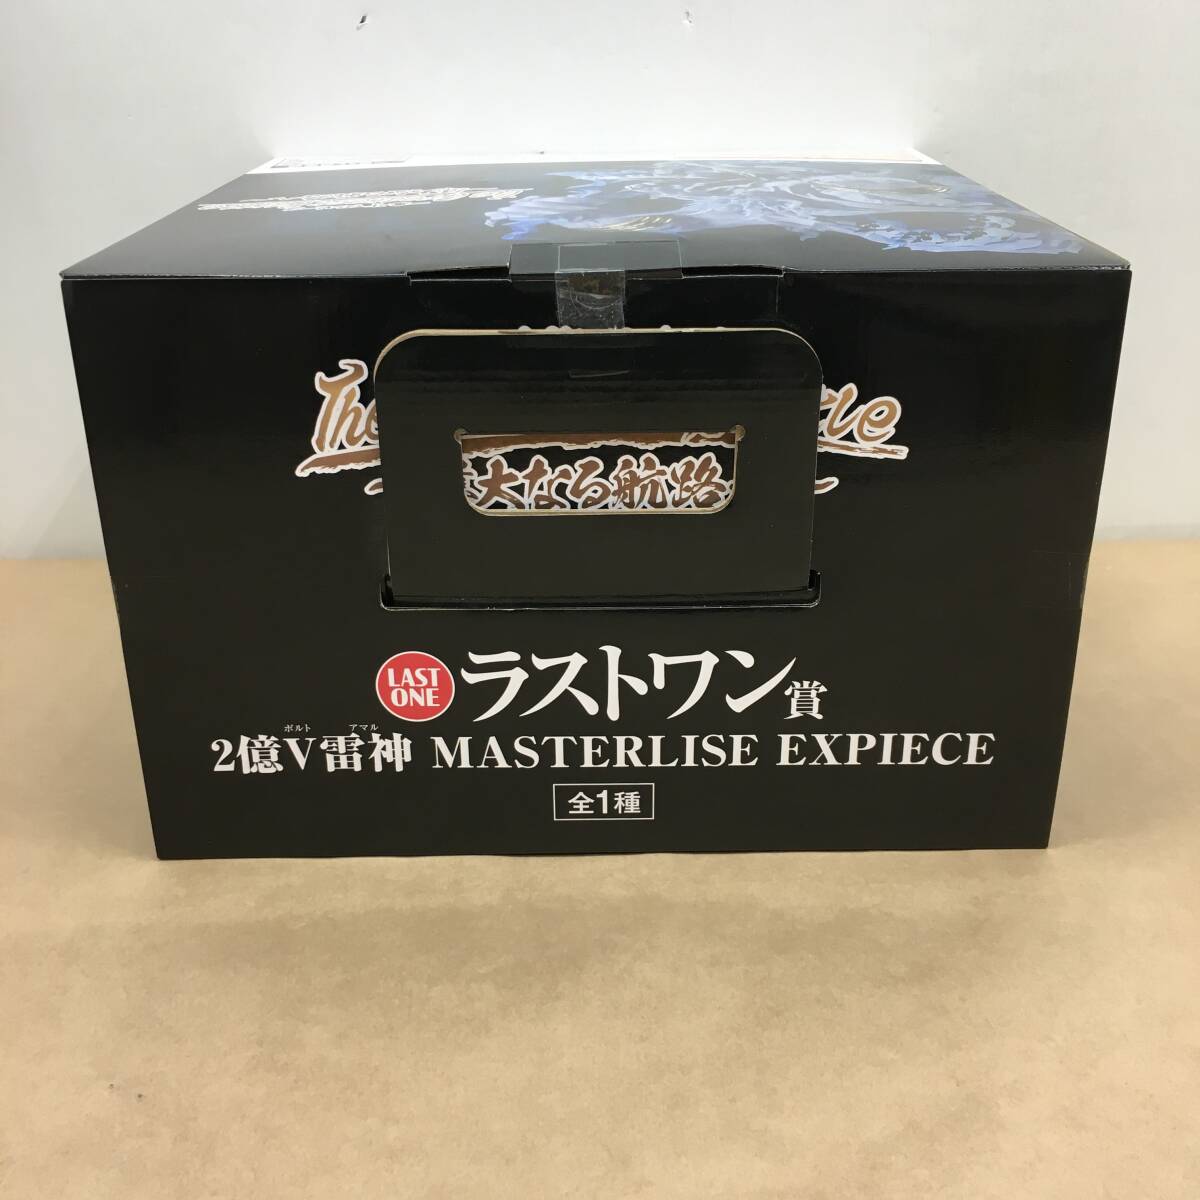 The
大なる航路
LAST
ONE
ラストワン賞
ボルト アマル
2億V雷神 MASTERLISE EXPIECE
全1種